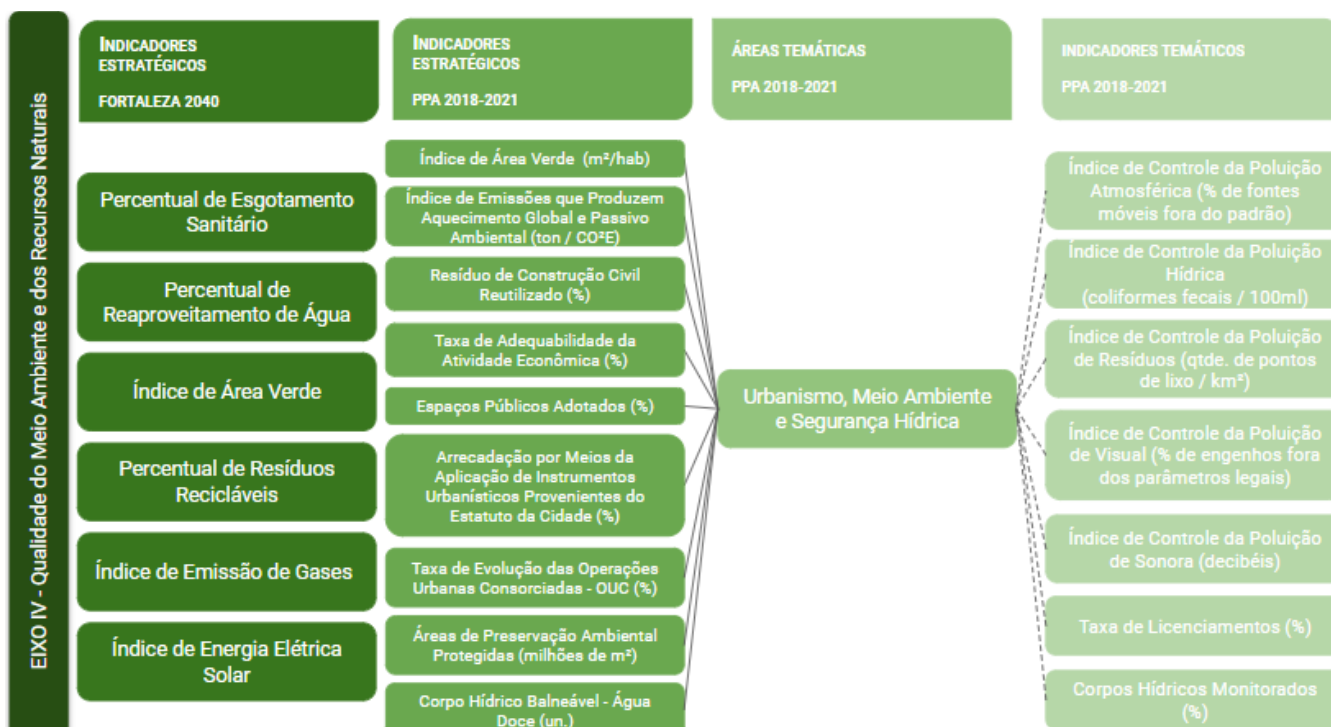 EIXO IV - Qualidade do Meio Ambiente e dos Recursos Naturais
INDICADORES
ESTRATÉGICOS
FORTALEZA 2040
Percentual de Esgotamento
Sanitário
Percentual de
Reaproveitamento de Água
Índice de Área Verde
Percentual de Resíduos
Recicláveis
Índice de Emissão de Gases
Índice de Energia Elétrica
Solar
INDICADORES
ESTRATÉGICOS
PPA 2018-2021
Índice de Área Verde (m²/hab)
Índice de Emissões que Produzem
Aquecimento Global e Passivo
Ambiental (ton / CO²E)
Resíduo de Construção Civil
Reutilizado (%)
Taxa de Adequabilidade da
Atividade Econômica (%)
Espaços Públicos Adotados (%)
Arrecadação por Meios da
Aplicação de Instrumentos
Urbanísticos Provenientes do
Estatuto da Cidade (%)
Taxa de Evolução das Operações
Urbanas Consorciadas - OUC (%)
Áreas de Preservação Ambiental
Protegidas (milhões de m²)
Corpo Hídrico Balneável - Água
Doce (un.)
ÁREAS TEMÁTICAS
PPA 2018-2021
Urbanismo, Meio Ambiente
e Segurança Hídrica
INDICADORES TEMÁTICOS
PPA 2018-2021
Índice de Controle da Poluição
Atmosférica (% de fontes
móveis fora do padrão)
Índice de Controle da Poluição
Hídrica
(coliformes fecais / 100ml)
Índice de Controle da Poluição
de Resíduos (qtde. de pontos
de lixo / km²)
Índice de Controle da Poluição
de Visual (% de engenhos fora
dos parâmetros legais)
Índice de Controle da Poluição
de Sonora (decibéis)
Taxa de Licenciamentos (%)
Corpos Hídricos Monitorados
(%)